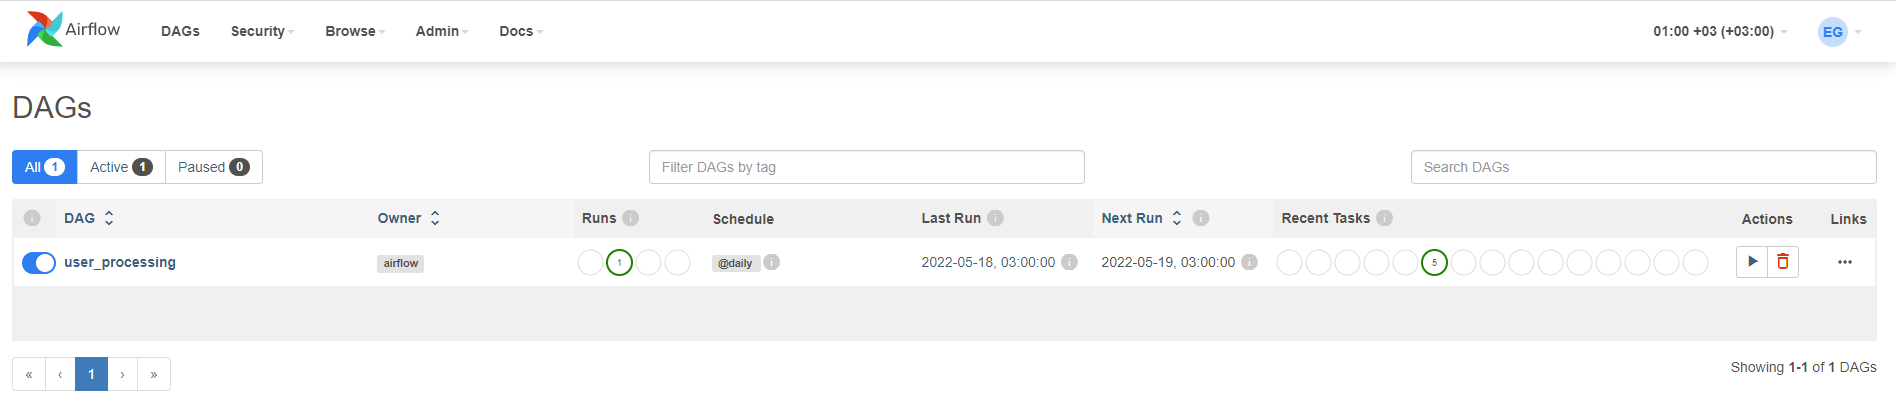 Airflow DAGs Security Browse Admin Docs 01:00 +03 (+03:00) EG
DAGs
All 1 Active 1 Paused 0 Filter DAGs by tag Search DAGs
i DAG Owner Runs i Schedule Last Run i Next Run i Recent Tasks i Actions Links
user_processing airflow 1 @daily i 2022-05-18, 03:00:00 i 2022-05-19, 03:00:00 i 5 ...
« ‹ 1 › » Showing 1-1 of 1 DAGs